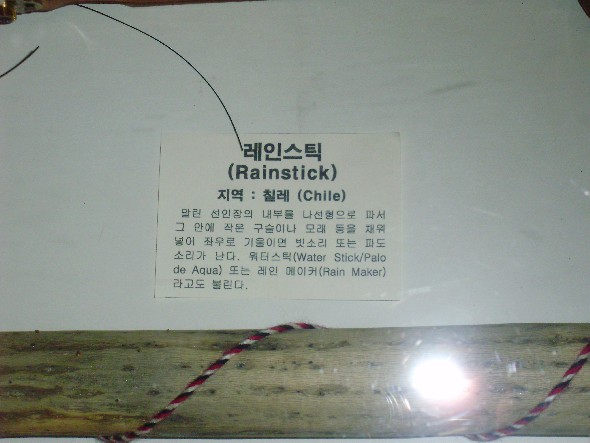 레인스틱
(Rainstick)
지역 : 칠레 (Chile)
말린 선인장의 내부를 나선형으로 파서
그 안에 작은 구슬이나 모래 등을 채워
넣어 좌우로 기울이면 빗소리 또는 파도
소리가 난다. 워터스틱(Water Stick/Palo
de Aqua) 또는 레인 메이커(Rain Maker)
라고도 불린다.